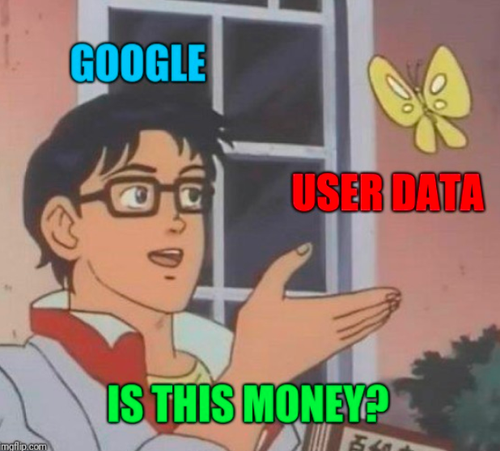 GOOGLE
USER DATA
IS THIS MONEY?
imgflip.com